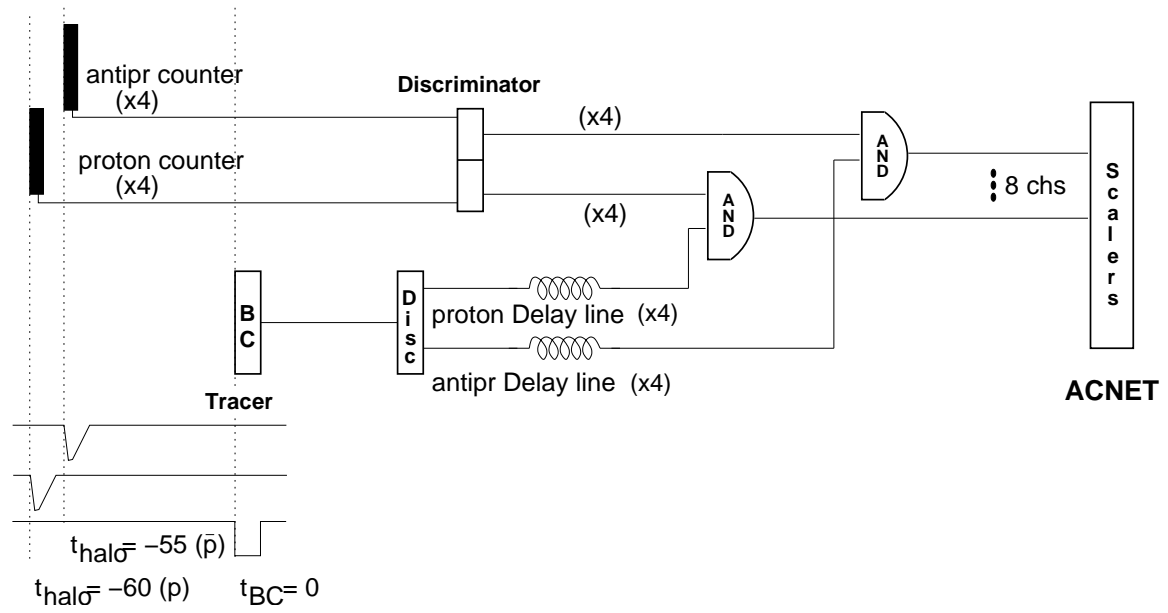 antipr counter
(x4)
Discriminator
(x4)
proton counter
(x4)
(x4)
AND
AND
8 chs
Scalers
BC
Disc
proton Delay line (x4)
antipr Delay line (x4)
Tracer
ACNET
t_halo = −55 (p̄)
t_halo = −60 (p)
t_BC = 0